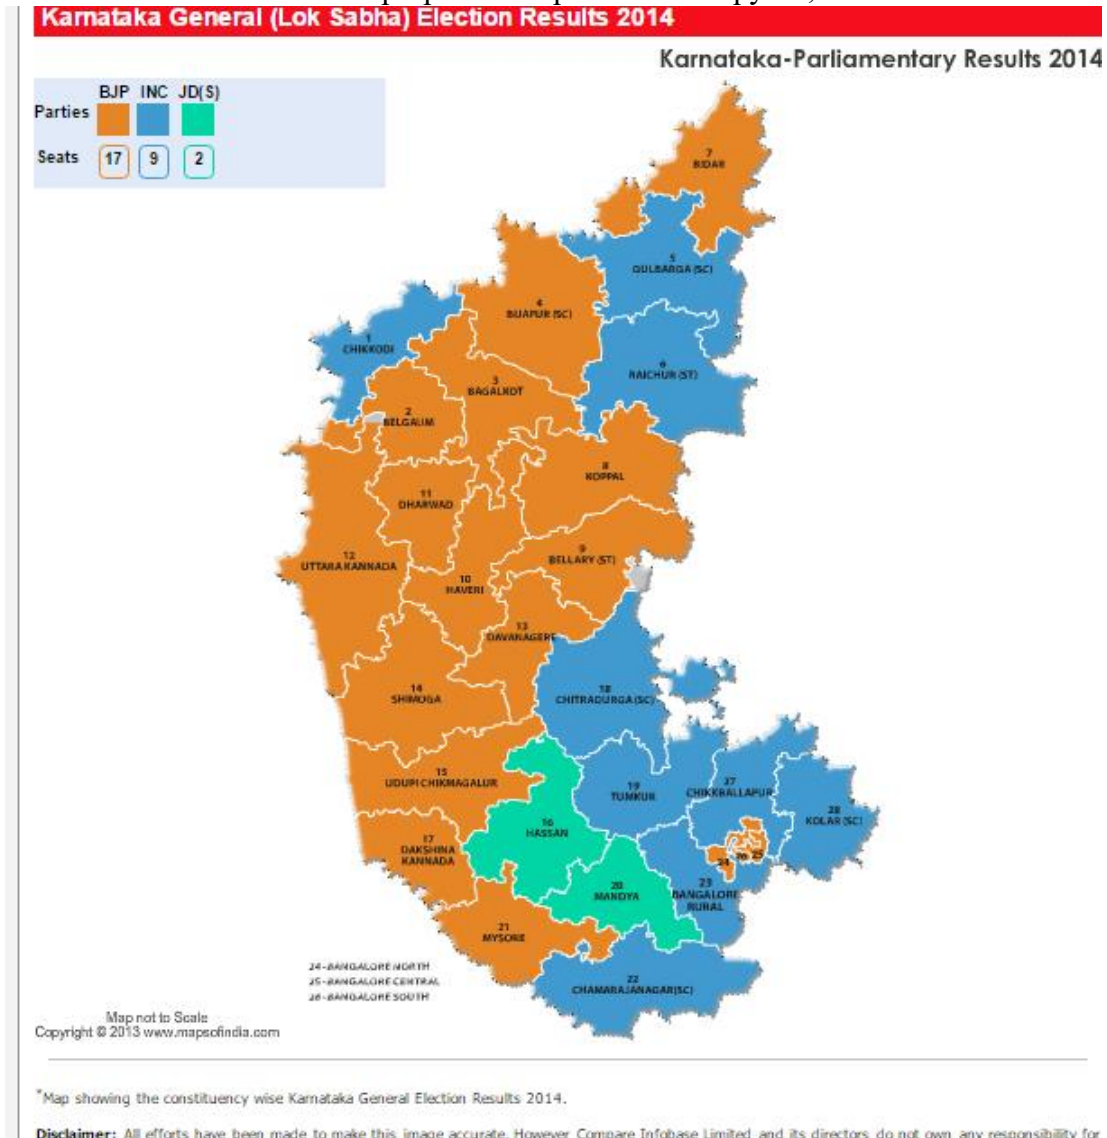 Karnataka General (Lok Sabha) Election Results 2014
Karnataka-Parliamentary Results 2014
BJP INC JD(S)
Parties
Seats 17 9 2
7
BIDAR
5
GULBARGA (SC)
4
BIJAPUR (SC)
1
CHIKKODI
6
RAICHUR (ST)
3
BAGALKOT
2
BELGAUM
8
KOPPAL
11
DHARWAD
9
BELLARY (ST)
12
UTTARA KANNADA
10
HAVERI
13
DAVANAGERE
14
SHIMOGA
18
CHITRADURGA (SC)
15
UDUPI CHIKMAGALUR
19
TUMKUR
27
CHIKKBALLAPUR
28
KOLAR (SC)
16
HASSAN
17
DAKSHINA
KANNADA
24 26 25
20
MANDYA
23
BANGALORE
RURAL
21
MYSORE
22
CHAMARAJANAGAR(SC)
24-BANGALORE NORTH
25-BANGALORE CENTRAL
26-BANGALORE SOUTH
Map not to Scale
Copyright © 2013 www.mapsofindia.com
*Map showing the constituency wise Karnataka General Election Results 2014.
Disclaimer: All efforts have been made to make this image accurate. However Compare Infobase Limited and its directors do not own any responsibility for